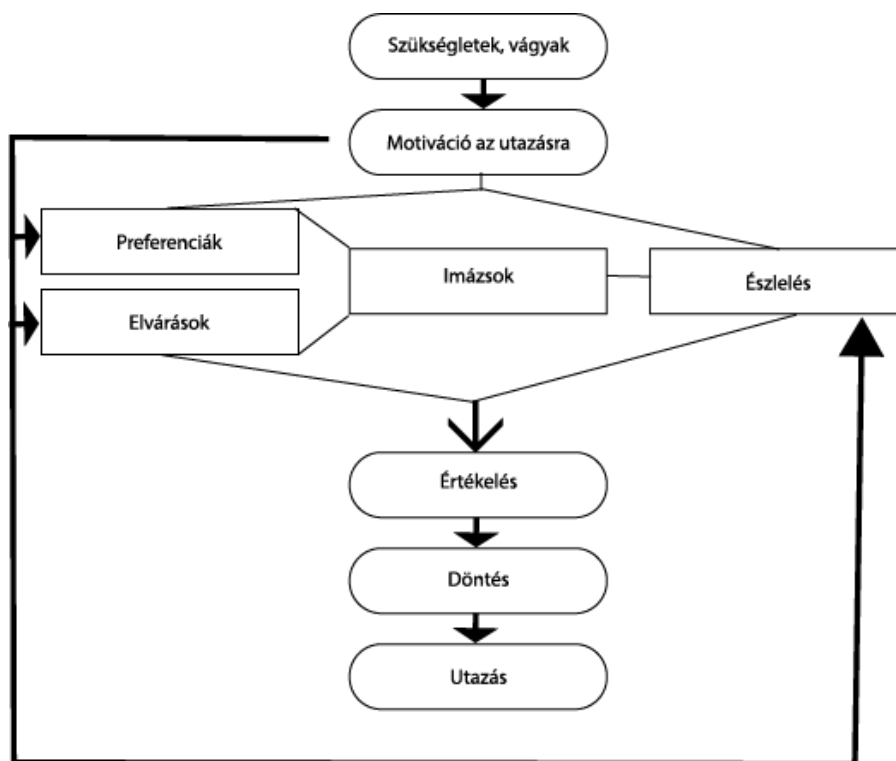 Szükségletek, vágyak
Motiváció az utazásra
Preferenciák
Imázsok
Észlelés
Elvárások
Értékelés
Döntés
Utazás